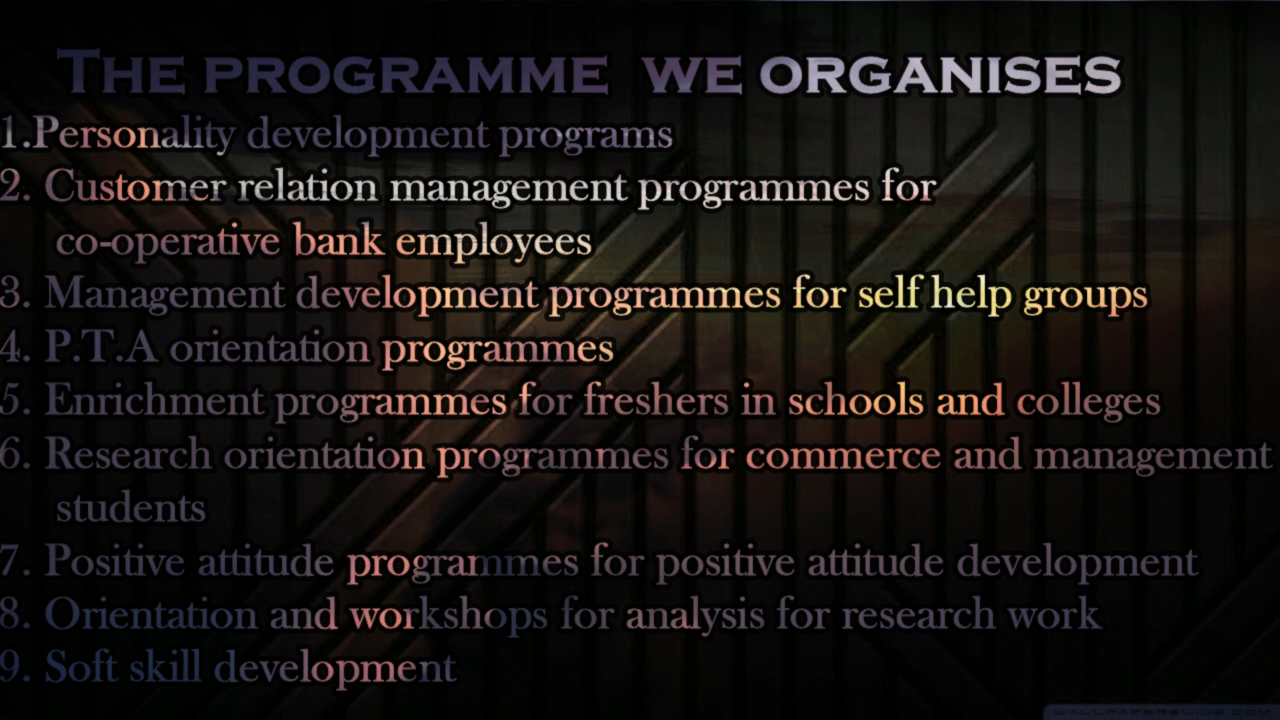 THE PROGRAMME WE ORGANISES
1.Personality development programs
2. Customer relation management programmes for
co-operative bank employees
3. Management development programmes for self help groups
4. P.T.A orientation programmes
5. Enrichment programmes for freshers in schools and colleges
6. Research orientation programmes for commerce and management
students
7. Positive attitude programmes for positive attitude development
8. Orientation and workshops for analysis for research work
9. Soft skill development